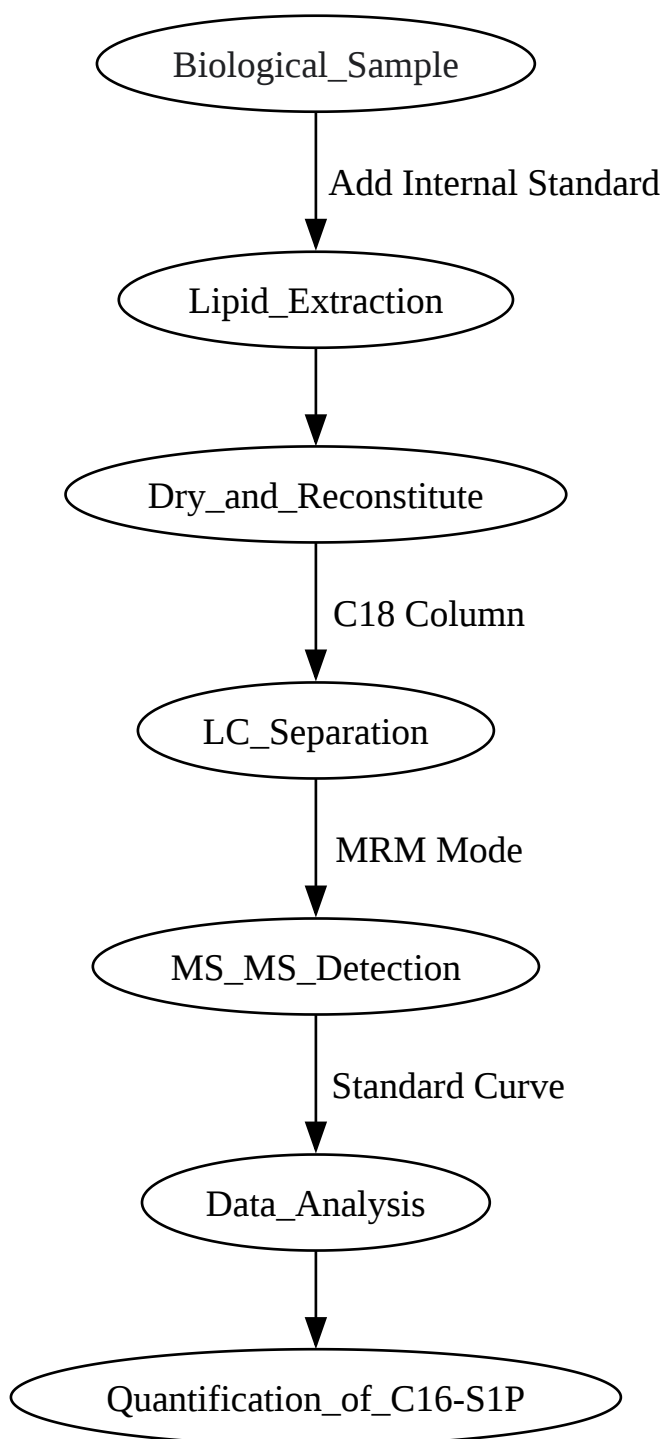 Biological_Sample
Add Internal Standard
Lipid_Extraction
Dry_and_Reconstitute
C18 Column
LC_Separation
MRM Mode
MS_MS_Detection
Standard Curve
Data_Analysis
Quantification_of_C16-S1P